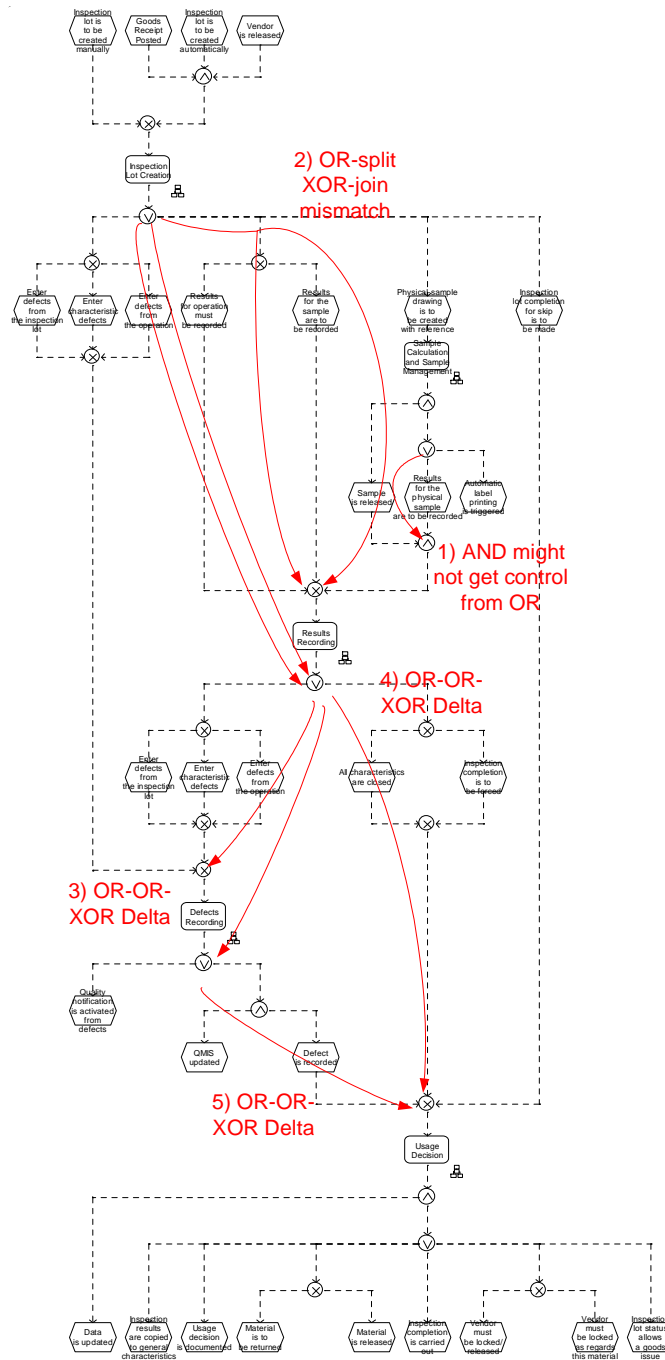 Inspection
lot is
to be
created
manually
Goods
Receipt
Posted
Inspection
lot is
to be
created
automatically
Vendor
is released
Inspection
Lot Creation
2) OR-split
XOR-join
mismatch
Enter
defects
from
the inspection
lot
Enter
characteristic
defects
Enter
defects
from
the operation
Results
for operation
must
be recorded
Results
for the
sample
are to
be recorded
Physical-sample
drawing
is to
be created
with reference
Inspection
lot completion
for skip
is to
be made
Sample
Calculation
and Sample
Management
Sample
is released
Results
for the
physical
sample
are to be recorded
Automatic
label
printing
is triggered
1) AND might
not get control
from OR
Results
Recording
4) OR-OR-
XOR Delta
Enter
defects
from
the inspection
lot
Enter
characteristic
defects
Enter
defects
from
the operation
All characteristics
are closed
Inspection
completion
is to
be forced
3) OR-OR-
XOR Delta
Defects
Recording
Quality
notification
is activated
from
defects
QMIS
updated
Defect
is recorded
5) OR-OR-
XOR Delta
Usage
Decision
Data
is updated
Inspection
results
are copied
to general
characteristics
Usage
decision
is documented
Material is to
be returned
Material
is released
Inspection
completion
is carried
out
Vendor
must
be locked/
released
Vendor
must
be locked
as regards
this material
Inspection
lot status
allows
a goods
issue